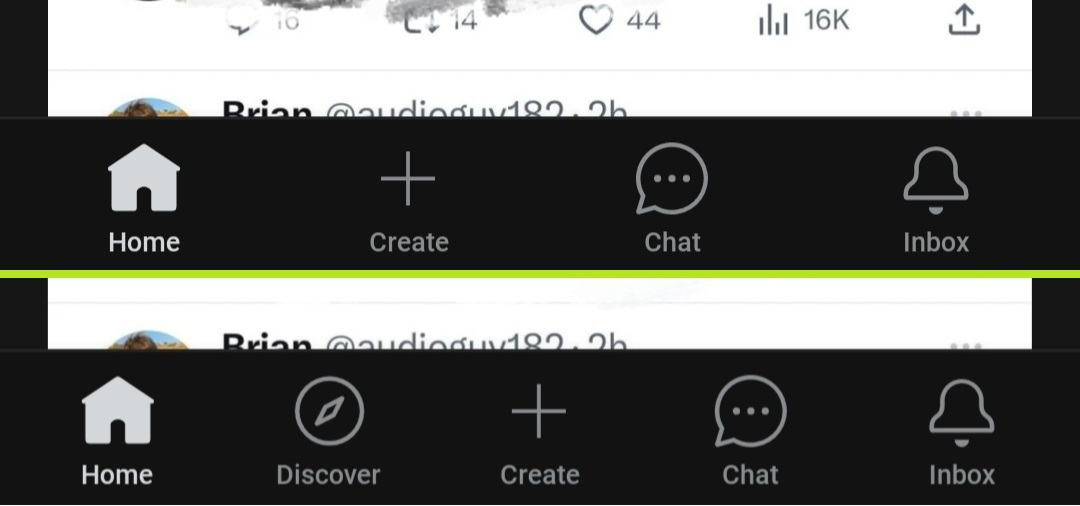 16 14 44 16K
Brian @audioguy182 · 2h
Home Create Chat Inbox
Brian @audioguy182 · 2h
Home Discover Create Chat Inbox